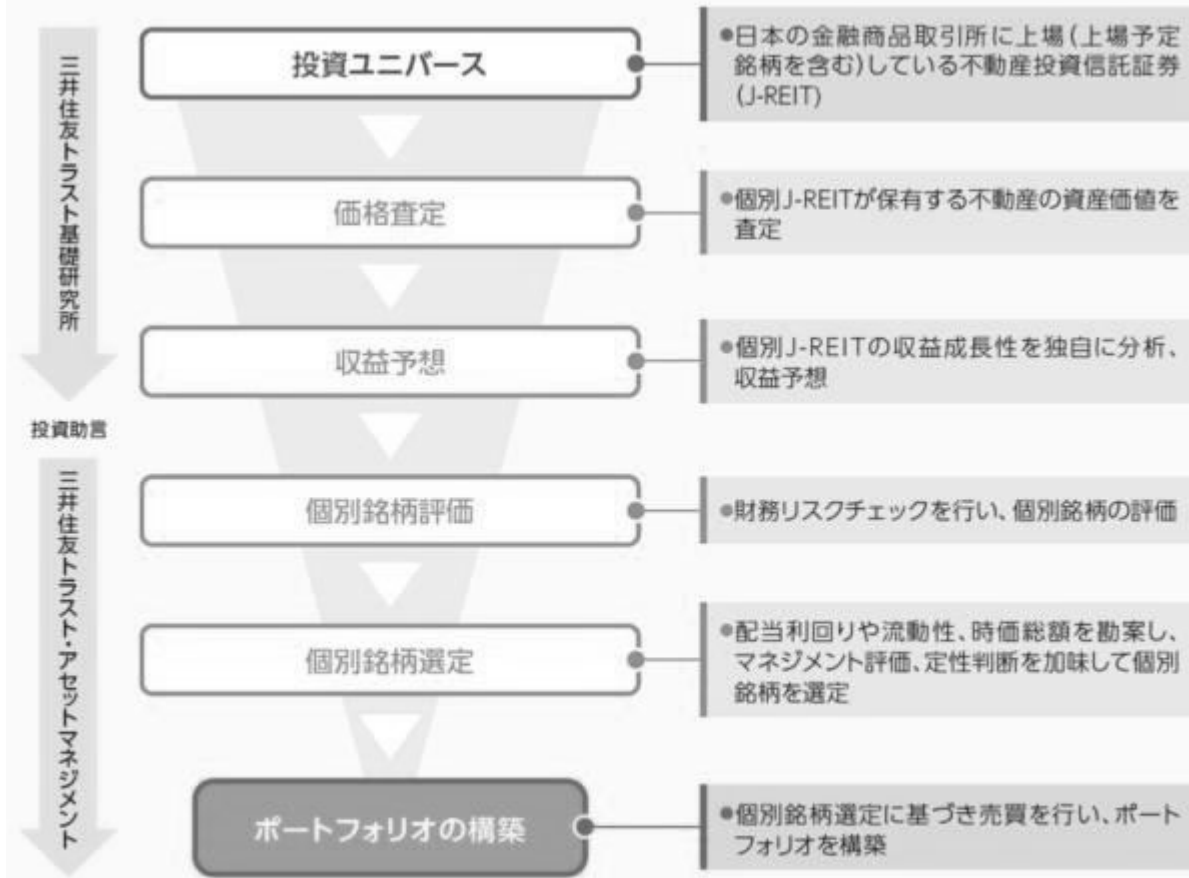 三井住友トラスト基礎研究所
投資助言
三井住友トラスト・アセットマネジメント
投資ユニバース
●日本の金融商品取引所に上場(上場予定
銘柄を含む)している不動産投資信託証券
(J-REIT)
価格査定
●個別J-REITが保有する不動産の資産価値を
査定
収益予想
●個別J-REITの収益成長性を独自に分析、
収益予想
個別銘柄評価
●財務リスクチェックを行い、個別銘柄の評価
個別銘柄選定
●配当利回りや流動性、時価総額を勘案し、
マネジメント評価、定性判断を加味して個別
銘柄を選定
ポートフォリオの構築
●個別銘柄選定に基づき売買を行い、ポート
フォリオを構築